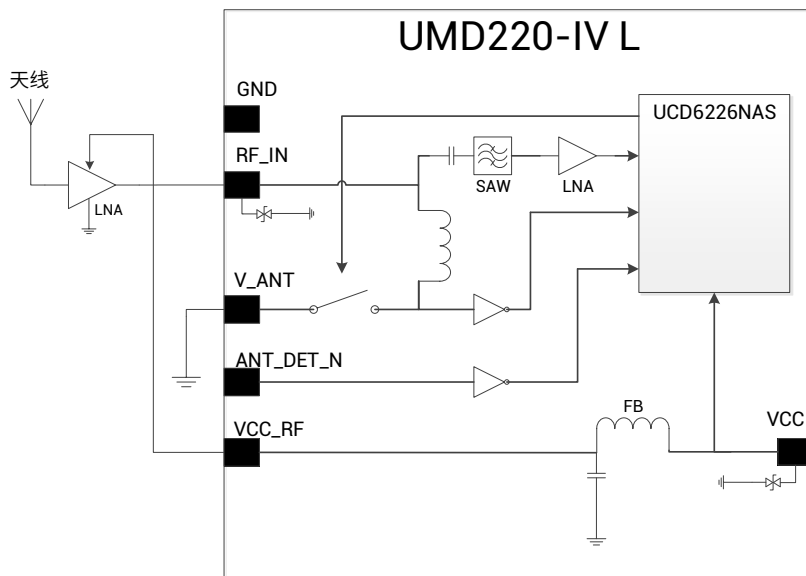 UMD220-IV L
天线
GND
UCD6226NAS
RF_IN
SAW
LNA
LNA
V_ANT
ANT_DET_N
VCC_RF
FB
VCC